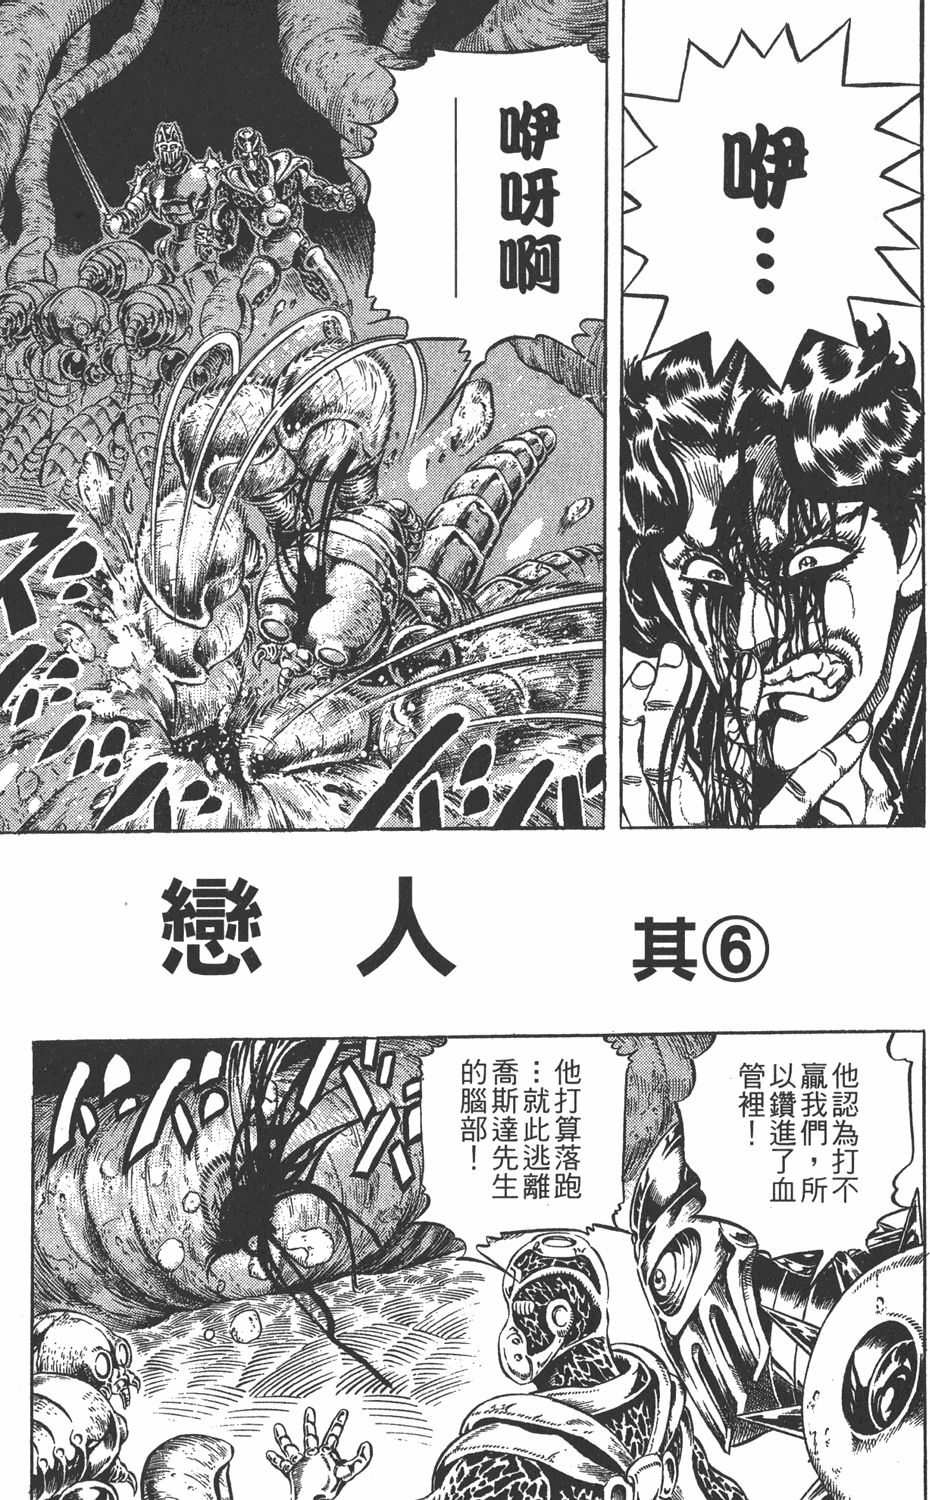 咿…
咿呀啊——
戀人 其⑥
他認為打不
贏我們，所
以鑽進了血
管裡！
他打算落跑
…就此逃離
喬斯達先生
的腦部！